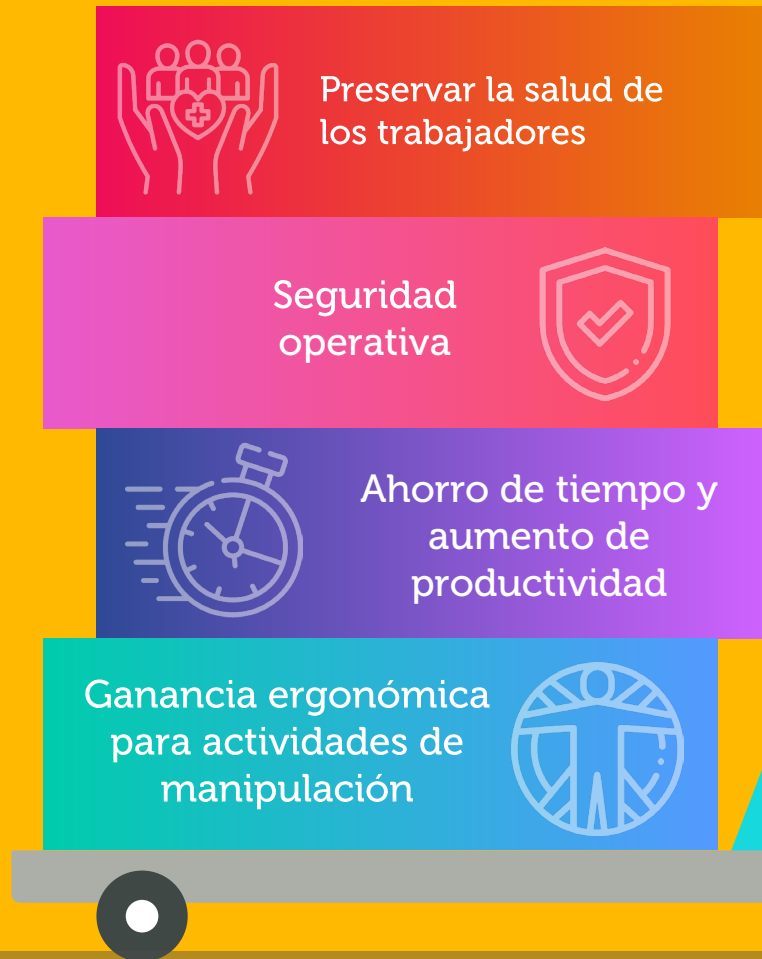 Preservar la salud de
los trabajadores
Seguridad
operativa
Ahorro de tiempo y
aumento de
productividad
Ganancia ergonómica
para actividades de
manipulación